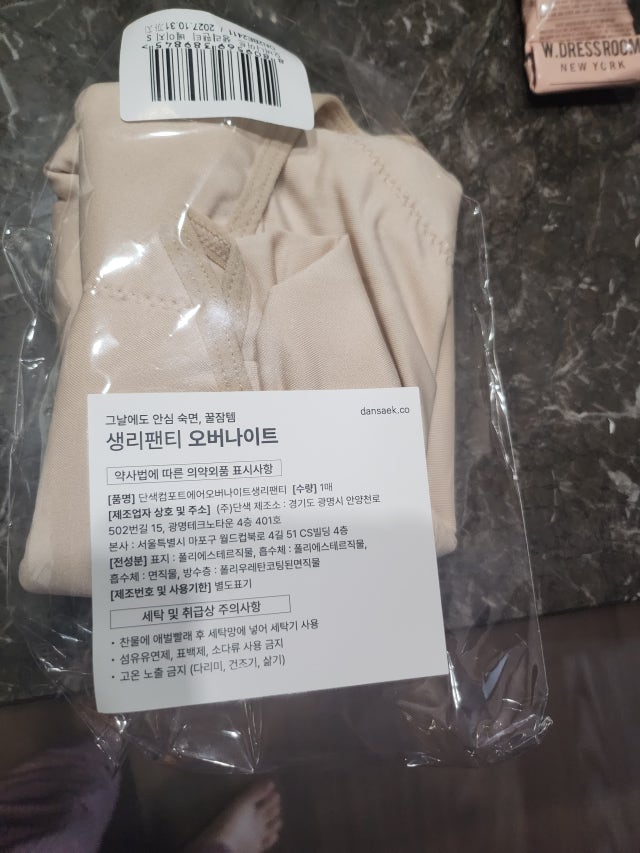 2027.10.31까지
생리팬티 베이지 S
W.DRESSROOM
NEW YORK
그날에도 안심 숙면, 꿀잠템
dansaek.co
생리팬티 오버나이트
약사법에 따른 의약외품 표시사항
[품명] 단색컴포트에어오버나이트생리팬티 [수량] 1매
[제조업자 상호 및 주소] (주)단색 제조소 : 경기도 광명시 안양천로
502번길 15, 광명테크노타운 4층 401호
본사 : 서울특별시 마포구 월드컵북로 4길 51 CS빌딩 4층
[전성분] 표지 : 폴리에스테르직물, 흡수체 : 폴리에스테르직물,
흡수체 : 면직물, 방수층 : 폴리우레탄코팅된면직물
[제조번호 및 사용기한] 별도표기
세탁 및 취급상 주의사항
• 찬물에 애벌빨래 후 세탁망에 넣어 세탁기 사용
• 섬유유연제, 표백제, 소다류 사용 금지
• 고온 노출 금지 (다리미, 건조기, 삶기)